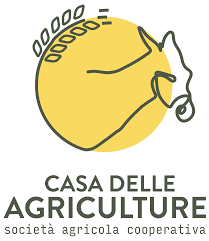 CASA DELLE
AGRICULTURE
società agricola cooperativa